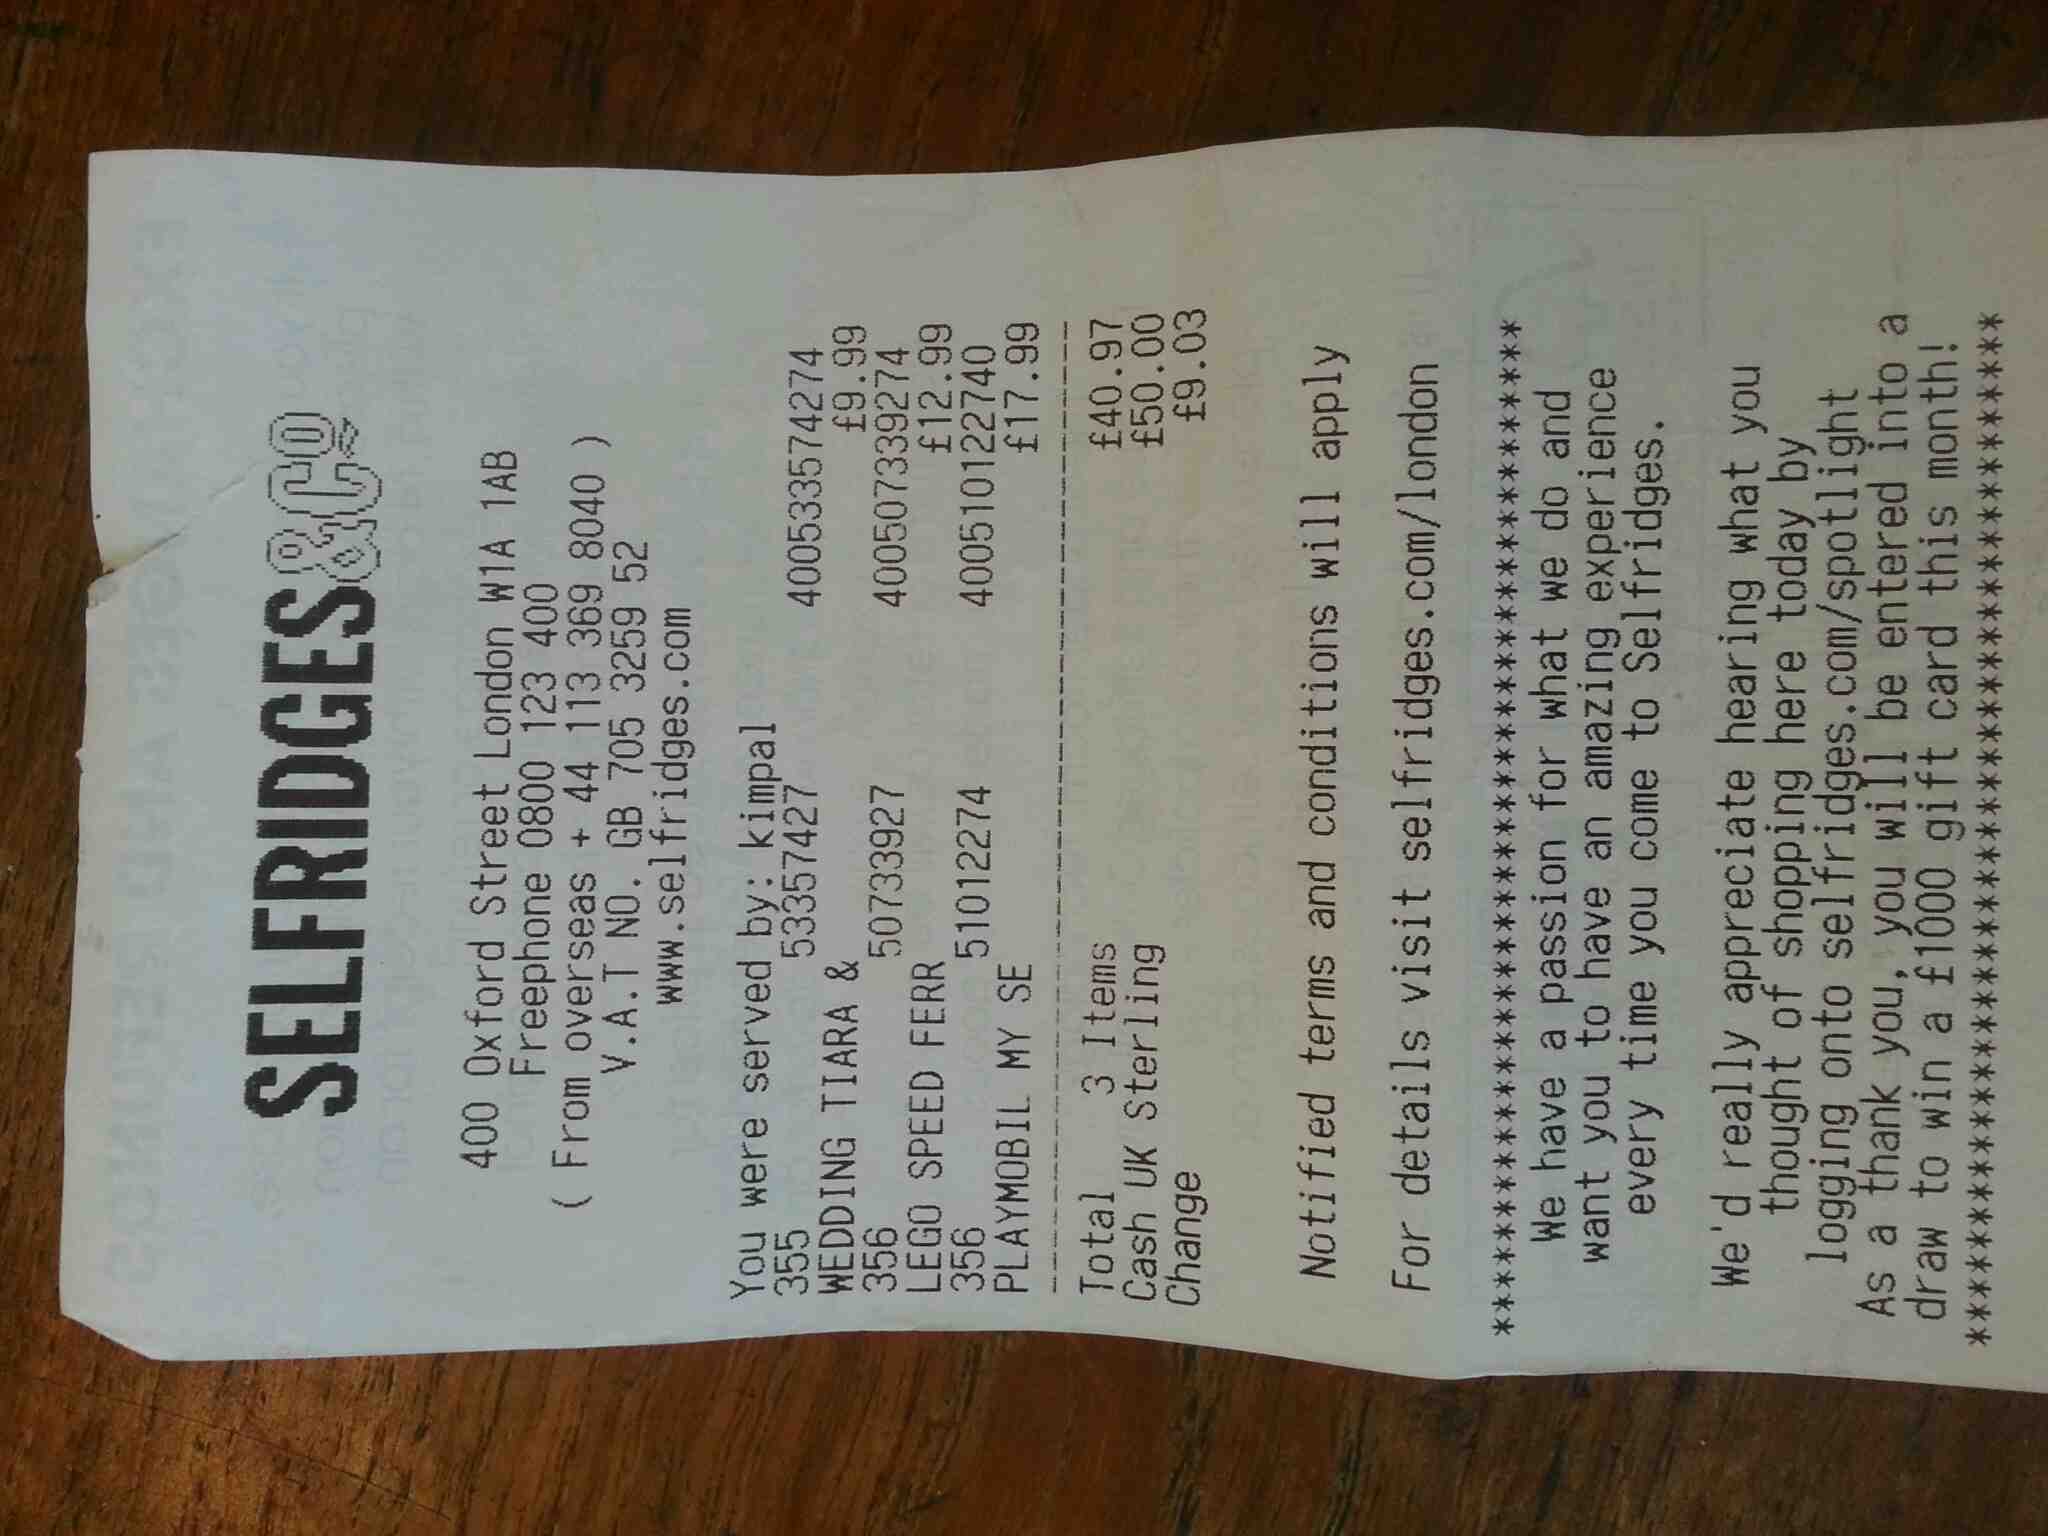 SELFRIDGES&CO
400 Oxford Street London W1A 1AB
Freephone 0800 123 400
( From overseas + 44 113 369 8040 )
V.A.T NO. GB 705 3259 52
www.selfridges.com
You were served by: kimpal
355 53357427 4005335574274
WEDDING TIARA & £9.99
356 50733927 4005073392274
LEGO SPEED FERR £12.99
356 51012274 4005101222740
PLAYMOBIL MY SE £17.99
Total 3 Items £40.97
Cash UK Sterling £50.00
Change £9.03
Notified terms and conditions will apply
For details visit selfridges.com/london
We have a passion for what we do and
want you to have an amazing experience
every time you come to Selfridges.
We'd really appreciate hearing what you
thought of shopping here today by
logging onto selfridges.com/spotlight
As a thank you, you will be entered into a
draw to win a £1000 gift card this month!